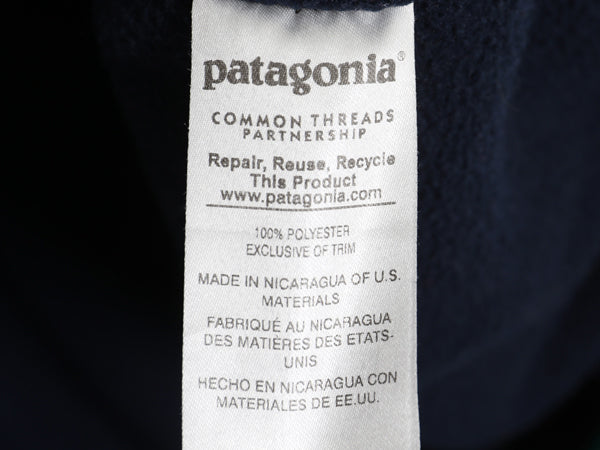 patagonia®
COMMON THREADS
PARTNERSHIP
Repair, Reuse, Recycle
This Product
www.patagonia.com
100% POLYESTER
EXCLUSIVE OF TRIM
MADE IN NICARAGUA OF U.S.
MATERIALS
FABRIQUÉ AU NICARAGUA
DES MATIÈRES DES ETATS-
UNIS
HECHO EN NICARAGUA CON
MATERIALES DE EE.UU.